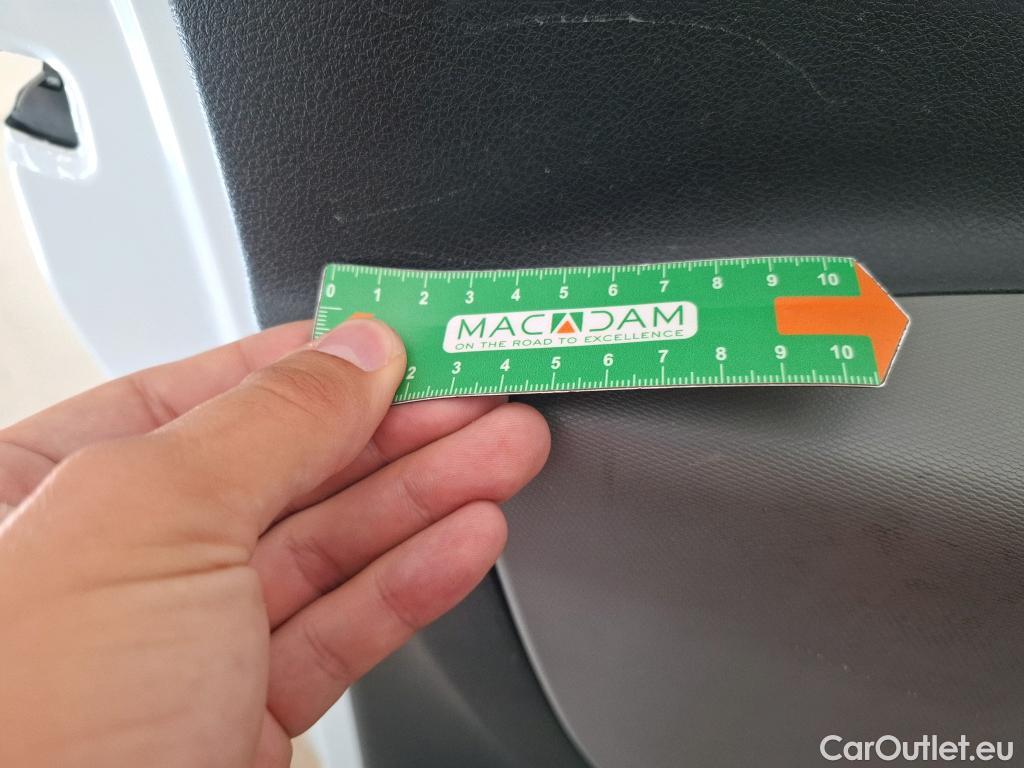 0 1 2 3 4 5 6 7 8 9 10
MACADAM
ON THE ROAD TO EXCELLENCE
2 3 4 5 6 7 8 9 10
CarOutlet.eu